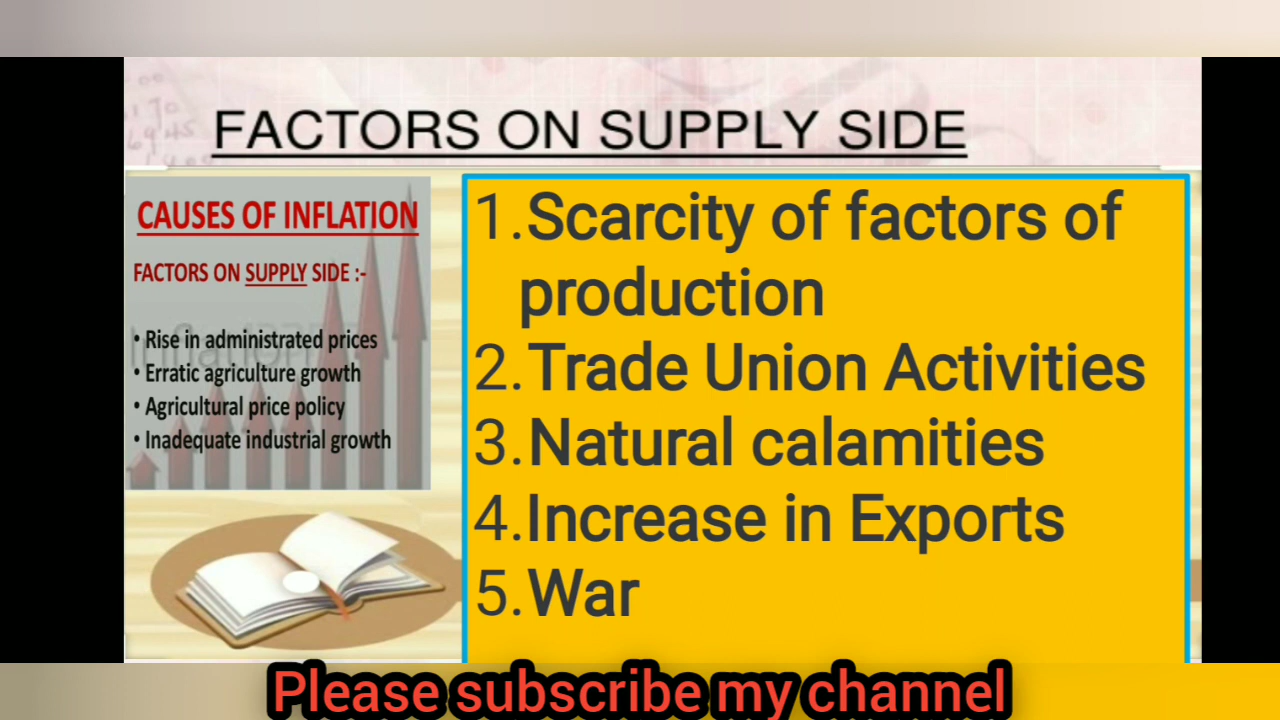 FACTORS ON SUPPLY SIDE
CAUSES OF INFLATION
FACTORS ON SUPPLY SIDE :-
• Rise in administrated prices
• Erratic agriculture growth
• Agricultural price policy
• Inadequate industrial growth
1.Scarcity of factors of
production
2.Trade Union Activities
3.Natural calamities
4.Increase in Exports
5.War
Please subscribe my channel